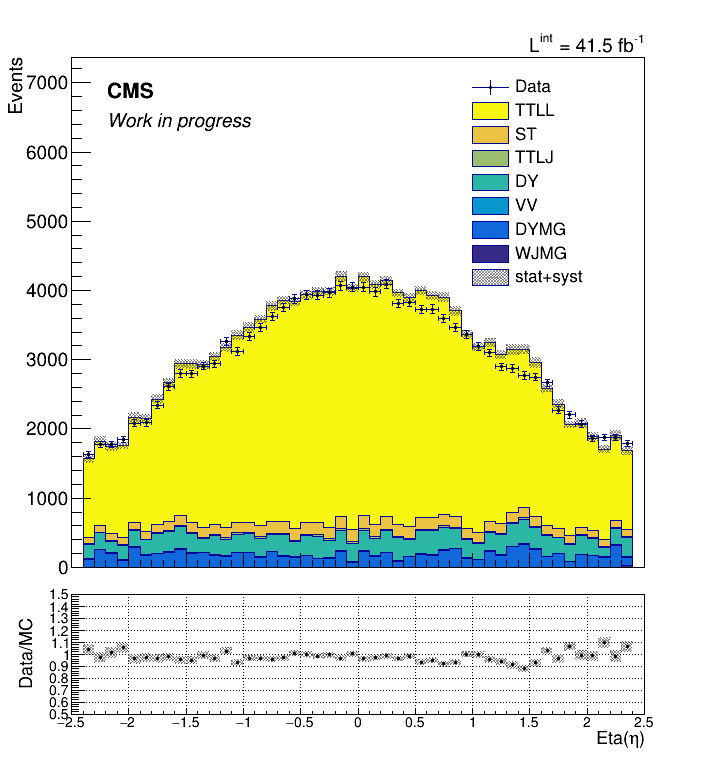 L^int = 41.5 fb^-1
Events
7000
6000
5000
4000
3000
2000
1000
0
CMS
Work in progress
Data
TTLL
ST
TTLJ
DY
VV
DYMG
WJMG
stat+syst
Data/MC
1.5
1.4
1.3
1.2
1.1
1
0.9
0.8
0.7
0.6
0.5
−2.5 −2 −1.5 −1 −0.5 0 0.5 1 1.5 2 2.5
Eta(η)